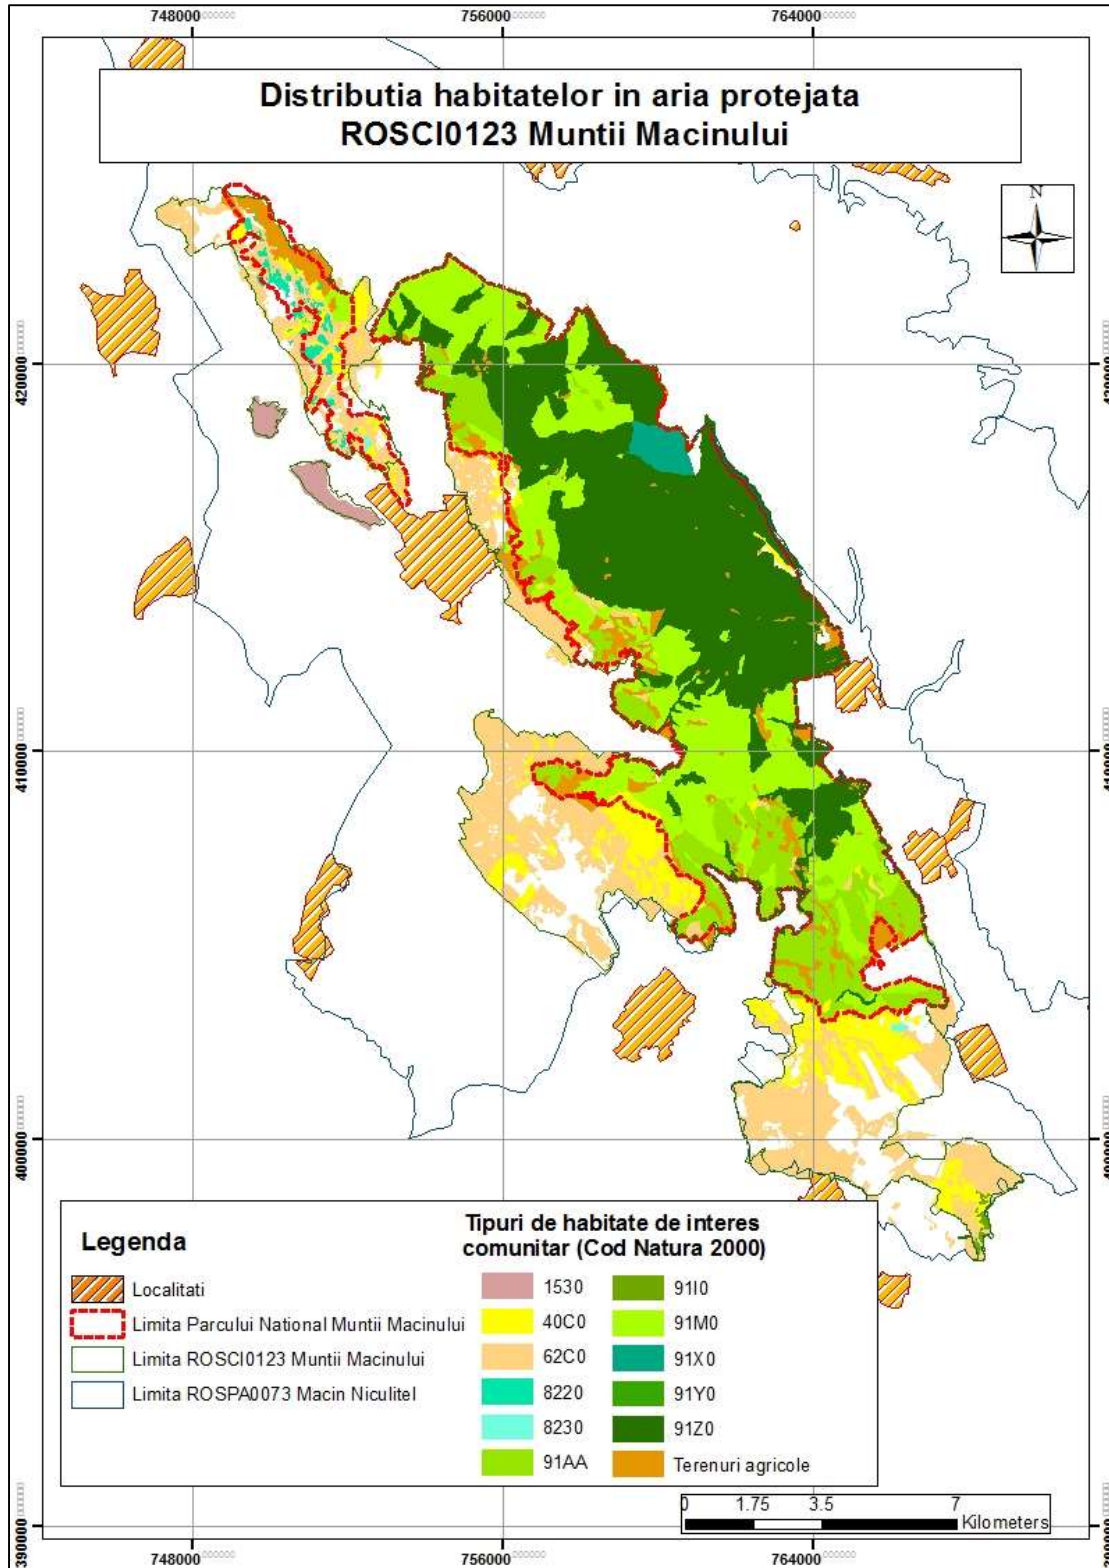 748000 756000 764000
Distributia habitatelor in aria protejata
ROSCI0123 Muntii Macinului
N
420000 420000
410000 410000
400000 400000
Legenda
Localitati
Limita Parcului National Muntii Macinului
Limita ROSCI0123 Muntii Macinului
Limita ROSPA0073 Macin Niculitel
Tipuri de habitate de interes
comunitar (Cod Natura 2000)
1530
40C0
62C0
8220
8230
91AA
91I0
91M0
91X0
91Y0
91Z0
Terenuri agricole
0 1.75 3.5 7
Kilometers
390000
748000 756000 764000